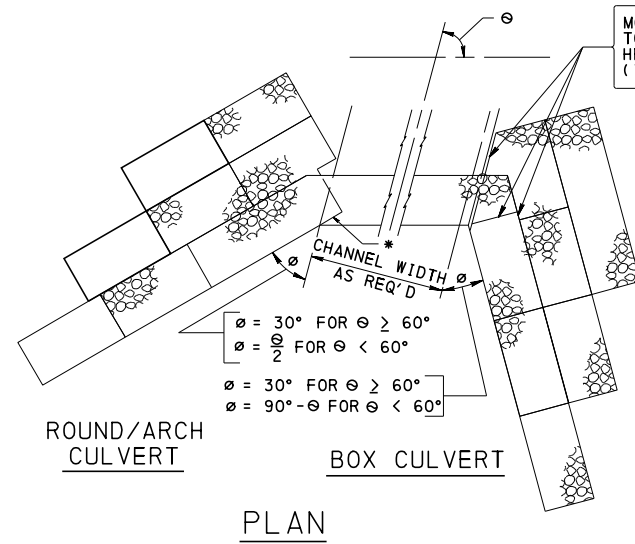 Θ
M
T
H
(
*
CHANNEL WIDTH
AS REQ'D
ø
ø
ø = 30° FOR Θ ≥ 60°
ø = Θ/2 FOR Θ < 60°
ø = 30° FOR Θ ≥ 60°
ø = 90°-Θ FOR Θ < 60°
ROUND/ARCH
CULVERT
BOX CULVERT
PLAN